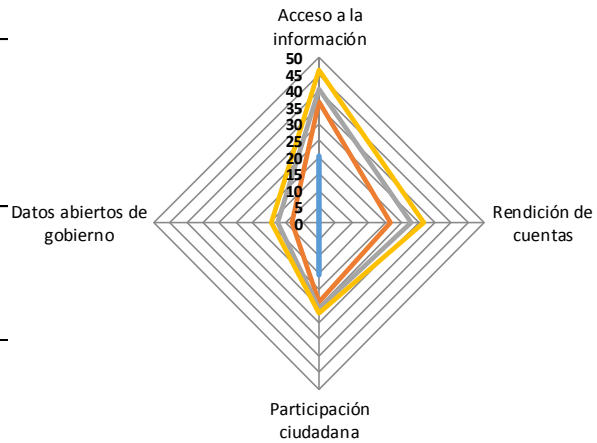 Acceso a la
información
50
45
40
35
30
25
20
15
10
5
0
Datos abiertos de
gobierno
Rendición de
cuentas
Participación
ciudadana